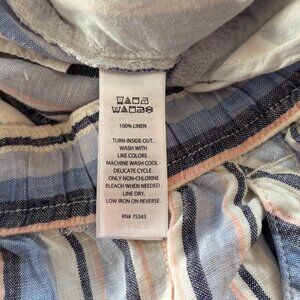 100% LINEN
TURN INSIDE OUT.
WASH WITH
LIKE COLORS.
MACHINE WASH COOL
DELICATE CYCLE.
ONLY NON-CHLORINE
BLEACH WHEN NEEDED.
LINE DRY.
LOW IRON ON REVERSE.
RN# 75343